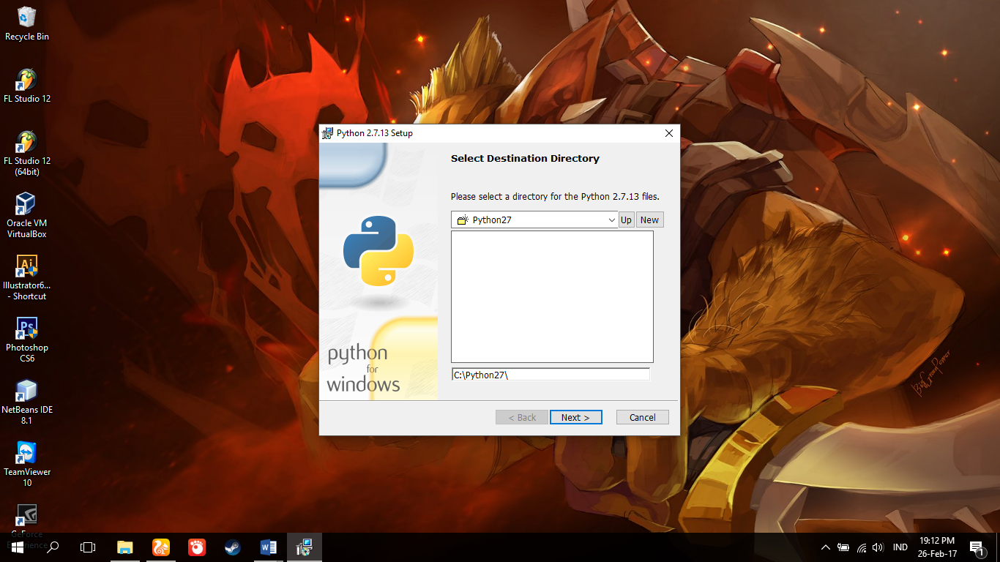 Recycle Bin
FL Studio 12
FL Studio 12
(64bit)
Oracle VM
VirtualBox
Ai
Illustrator6...
- Shortcut
Ps
Photoshop
CS6
NetBeans IDE
8.1
TeamViewer
10
GeForce
Experience
Python 2.7.13 Setup
Select Destination Directory
Please select a directory for the Python 2.7.13 files.
Python27
Up
New
C:\Python27\
python
for
windows
< Back
Next >
Cancel
W
IND
19:12 PM
26-Feb-17
1